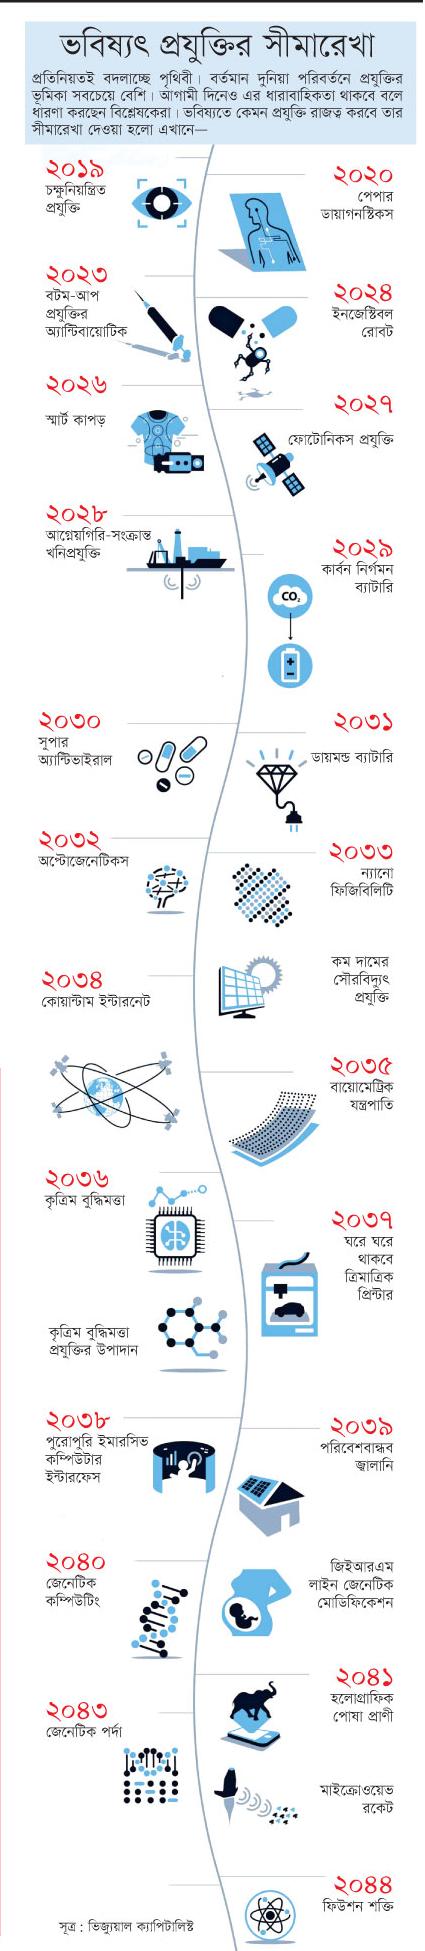 ভবিষ্যৎ প্রযুক্তির সীমারেখা
প্রতিনিয়তই বদলাচ্ছে পৃথিবী। বর্তমান দুনিয়া পরিবর্তনে প্রযুক্তির
ভূমিকা সবচেয়ে বেশি। আগামী দিনেও এর ধারাবাহিকতা থাকবে বলে
ধারণা করছেন বিশ্লেষকেরা। ভবিষ্যতে কেমন প্রযুক্তি রাজত্ব করবে তার
সীমারেখা দেওয়া হলো এখানে—
২০১৯
চক্ষুনিয়ন্ত্রিত
প্রযুক্তি
২০২০
পেপার
ডায়াগনস্টিকস
২০২৩
বটম-আপ
প্রযুক্তির
অ্যান্টিবায়োটিক
২০২৪
ইনজেস্টিবল
রোবট
২০২৬
স্মার্ট কাপড়
২০২৭
ফোটোনিকস প্রযুক্তি
২০২৮
আগ্নেয়গিরি-সংক্রান্ত
খনিপ্রযুক্তি
২০২৯
কার্বন নির্গমন
ব্যাটারি
CO2
২০৩০
সুপার
অ্যান্টিভাইরাল
২০৩১
ডায়মন্ড ব্যাটারি
২০৩২
অপ্টোজেনেটিকস
২০৩৩
ন্যানো
ফিজিবিলিটি
কম দামের
সৌরবিদ্যুৎ
প্রযুক্তি
২০৩৪
কোয়ান্টাম ইন্টারনেট
২০৩৫
বায়োমেট্রিক
যন্ত্রপাতি
২০৩৬
কৃত্রিম বুদ্ধিমত্তা
২০৩৭
ঘরে ঘরে
থাকবে
ত্রিমাত্রিক
প্রিন্টার
কৃত্রিম বুদ্ধিমত্তা
প্রযুক্তির উপাদান
২০৩৮
পুরোপুরি ইমারসিভ
কম্পিউটার
ইন্টারফেস
২০৩৯
পরিবেশবান্ধব
জ্বালানি
২০৪০
জেনেটিক
কম্পিউটিং
জিইআরএম
লাইন জেনেটিক
মোডিফিকেশন
২০৪১
হলোগ্রাফিক
পোষা প্রাণী
২০৪৩
জেনেটিক পর্দা
মাইক্রোওয়েভ
রকেট
২০৪৪
ফিউশন শক্তি
সূত্র : ভিজ্যুয়াল ক্যাপিটালিস্ট